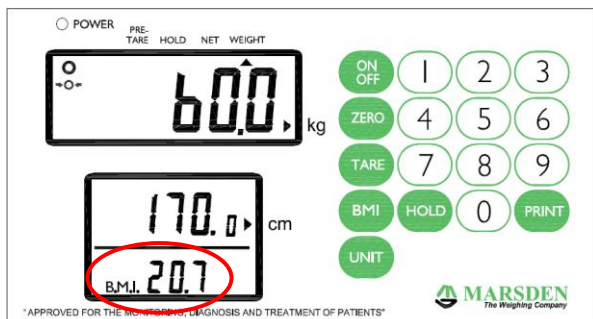 POWER
PRE-TARE HOLD NET WEIGHT
60.0 kg
170.0 cm
B.M.I. 20.7
"APPROVED FOR THE MONITORING, DIAGNOSIS AND TREATMENT OF PATIENTS"
ON OFF 1 2 3
ZERO 4 5 6
TARE 7 8 9
BMI HOLD 0 PRINT
UNIT
MARSDEN
The Weighing Company